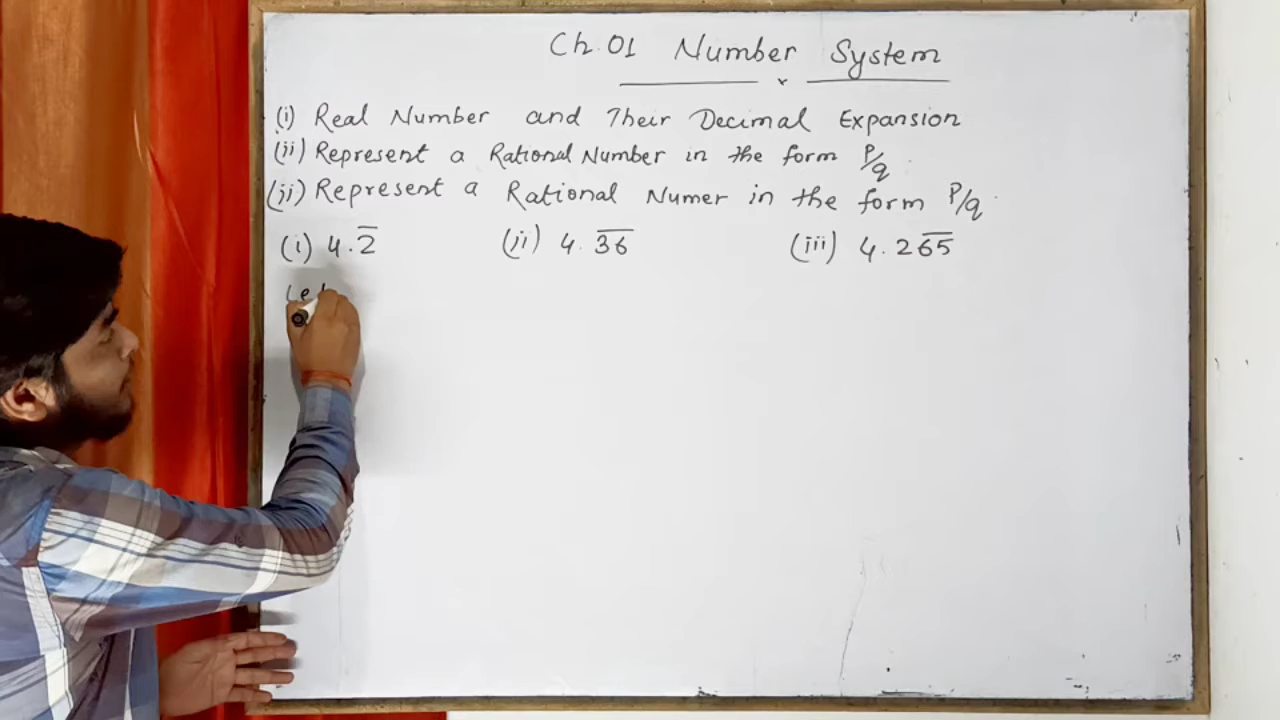 Ch.01 Number System
(i) Real Number and Their Decimal Expansion
(ii) Represent a Rational Number in the form P/q.
(ii) Represent a Rational Numer in the form P/q.
(i) 4.2̅ (ii) 4.3̅6̅ (iii) 4.26̅5̅
Let